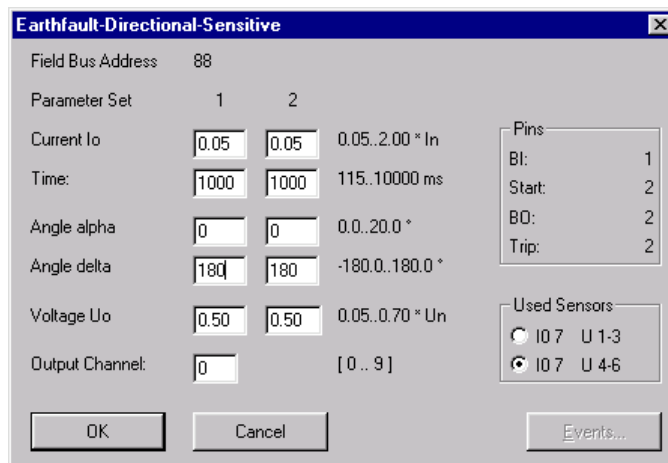 Earthfault-Directional-Sensitive
Field Bus Address 88
Parameter Set 1 2
Current Io 0.05 0.05 0.05..2.00 * In
Time: 1000 1000 115..10000 ms
Angle alpha 0 0 0.0..20.0 °
Angle delta 180 180 -180.0..180.0 °
Voltage Uo 0.50 0.50 0.05..0.70 * Un
Output Channel: 0 [ 0 .. 9 ]
Pins
BI: 1
Start: 2
BO: 2
Trip: 2
Used Sensors
I0 7 U 1-3
I0 7 U 4-6
OK Cancel Events...